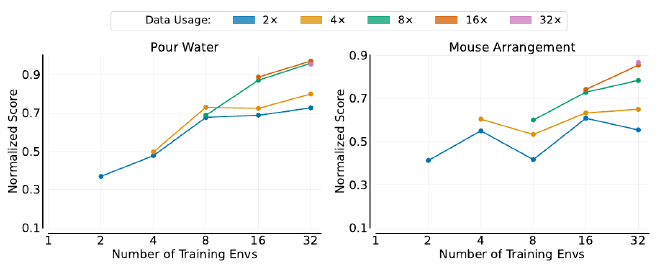 Data Usage: 2× 4× 8× 16× 32×
Pour Water
Normalized Score
0.9
0.7
0.5
0.3
0.1
1 2 4 8 16 32
Number of Training Envs
Mouse Arrangement
Normalized Score
0.9
0.7
0.5
0.3
0.1
1 2 4 8 16 32
Number of Training Envs